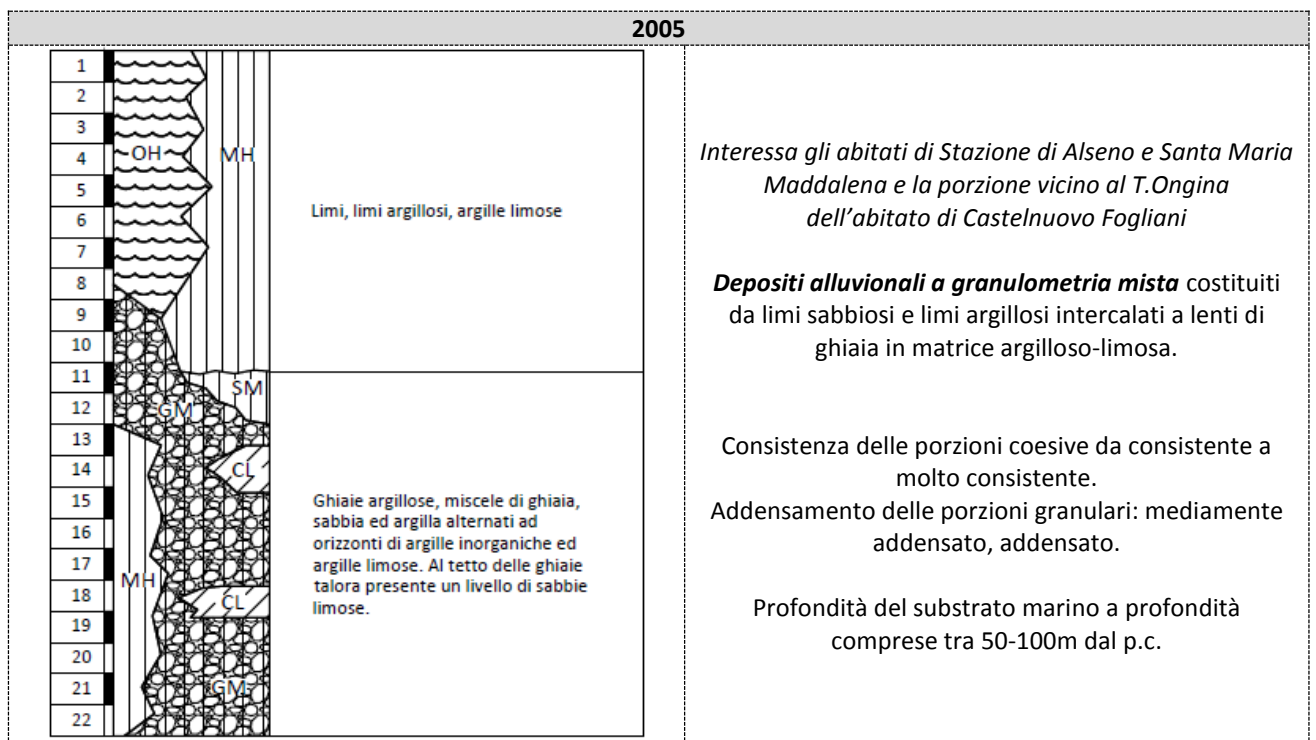 2005
1
2
3
4
5
6
7
8
9
10
11
12
13
14
15
16
17
18
19
20
21
22
OH
MH
SM
GM
CL
MH
CL
GM
Limi, limi argillosi, argille limose
Ghiaie argillose, miscele di ghiaia,
sabbia ed argilla alternati ad
orizzonti di argille inorganiche ed
argille limose. Al tetto delle ghiaie
talora presente un livello di sabbie
limose.
Interessa gli abitati di Stazione di Alseno e Santa Maria
Maddalena e la porzione vicino al T.Ongina
dell'abitato di Castelnuovo Fogliani
Depositi alluvionali a granulometria mista costituiti
da limi sabbiosi e limi argillosi intercalati a lenti di
ghiaia in matrice argilloso-limosa.
Consistenza delle porzioni coesive da consistente a
molto consistente.
Addensamento delle porzioni granulari: mediamente
addensato, addensato.
Profondità del substrato marino a profondità
comprese tra 50-100m dal p.c.